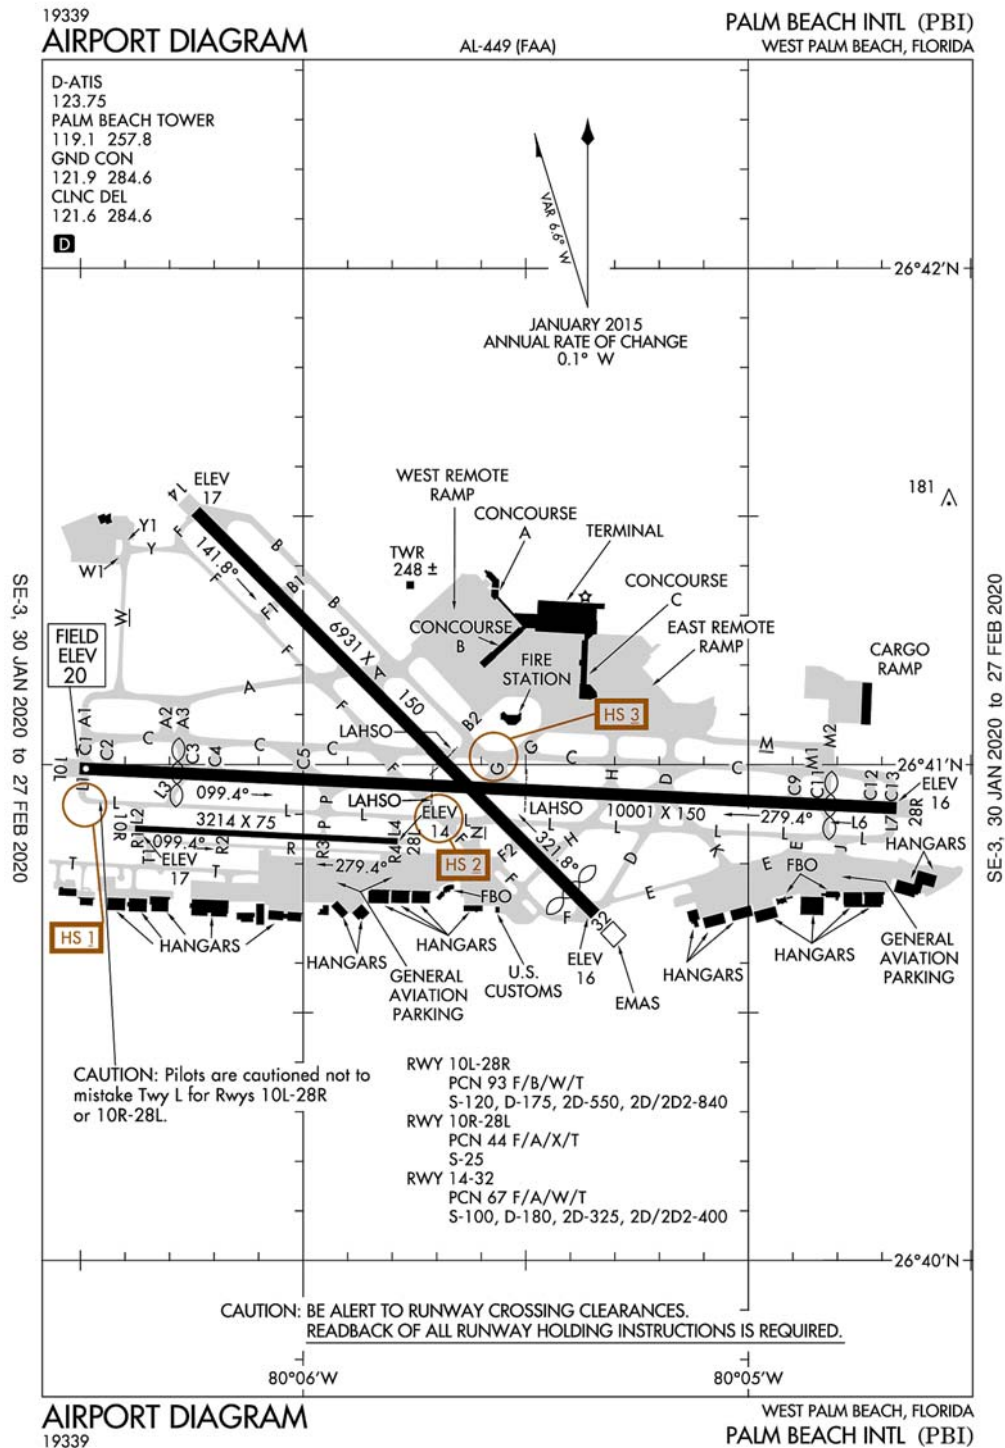 19339
AIRPORT DIAGRAM
AL-449 (FAA)
PALM BEACH INTL (PBI)
WEST PALM BEACH, FLORIDA
D-ATIS
123.75
PALM BEACH TOWER
119.1 257.8
GND CON
121.9 284.6
CLNC DEL
121.6 284.6
D
VAR 6.6° W
26°42'N
JANUARY 2015
ANNUAL RATE OF CHANGE
0.1° W
SE-3, 30 JAN 2020 to 27 FEB 2020
SE-3, 30 JAN 2020 to 27 FEB 2020
14
ELEV
17
WEST REMOTE
RAMP
CONCOURSE
A
TERMINAL
181
TWR
248 ±
CONCOURSE
C
CONCOURSE
B
EAST REMOTE
RAMP
FIRE
STATION
CARGO
RAMP
Y1
Y
W1
W
F
B
141.8°
F
B1
B
F1
F
6931 X 150
A
A
F
B2
FIELD
ELEV
20
HS 3
LAHSO
A1
A2
A3
C1
C2
C
C3
C4
C
C5
C
G
G
C
H
D
C
M
C9
M1
C11
M2
C12
C13
26°41'N
10L
L1
L
L3
099.4°
L
L
P
P
LAHSO
ELEV
14
LAHSO
10001 X 150
279.4°
L6
L7
28R
ELEV
16
10R
L2
R1
T1
3214 X 75
099.4°
ELEV
17
R2
R
R3
279.4°
R4
L4
28L
L
N
F
F2
F
321.8°
H
L
L
D
K
L
E
E
J
L
E
T
T
HS 2
HS 1
FBO
FBO
F
32
HANGARS
HANGARS
HANGARS
HANGARS
HANGARS
HANGARS
GENERAL
AVIATION
PARKING
U.S.
CUSTOMS
ELEV
16
EMAS
GENERAL
AVIATION
PARKING
CAUTION: Pilots are cautioned not to
mistake Twy L for Rwys 10L-28R
or 10R-28L.
RWY 10L-28R
PCN 93 F/B/W/T
S-120, D-175, 2D-550, 2D/2D2-840
RWY 10R-28L
PCN 44 F/A/X/T
S-25
RWY 14-32
PCN 67 F/A/W/T
S-100, D-180, 2D-325, 2D/2D2-400
26°40'N
CAUTION: BE ALERT TO RUNWAY CROSSING CLEARANCES.
READBACK OF ALL RUNWAY HOLDING INSTRUCTIONS IS REQUIRED.
80°06'W
80°05'W
AIRPORT DIAGRAM
19339
WEST PALM BEACH, FLORIDA
PALM BEACH INTL (PBI)